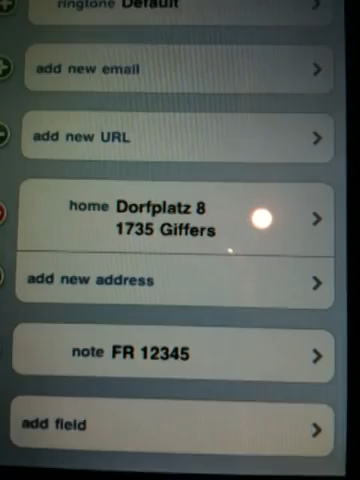 ringtone Default
add new email
add new URL
home Dorfplatz 8
1735 Giffers
add new address
note FR 12345
add field